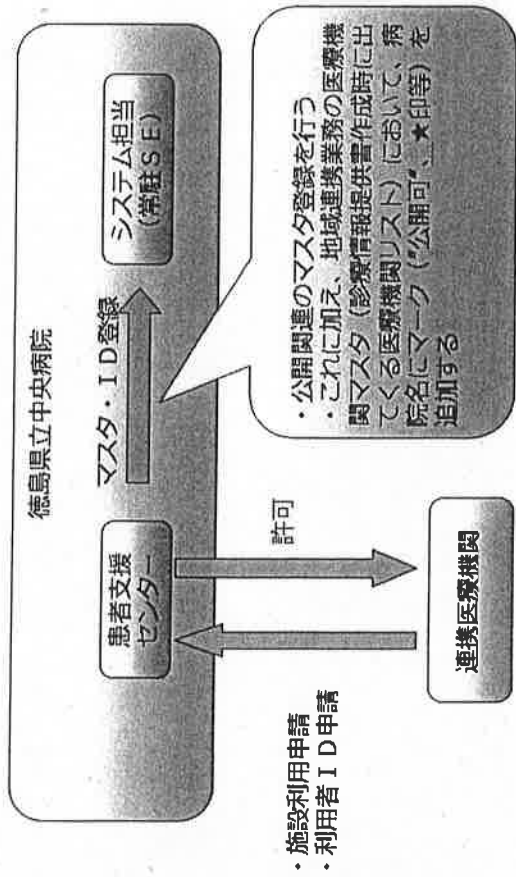 徳島県立中央病院
患者支援
センター
マスタ・ID登録
システム担当
(常駐SE)
・公開関連のマスタ登録を行う
・これに加え、地域連携業務の医療機
関マスタ(診療情報提供書作成時に出
てくる医療機関リスト)において、病
院名にマーク("公開可"、★印等)を
追加する
・施設利用申請
・利用者ID申請
許可
連携医療機関